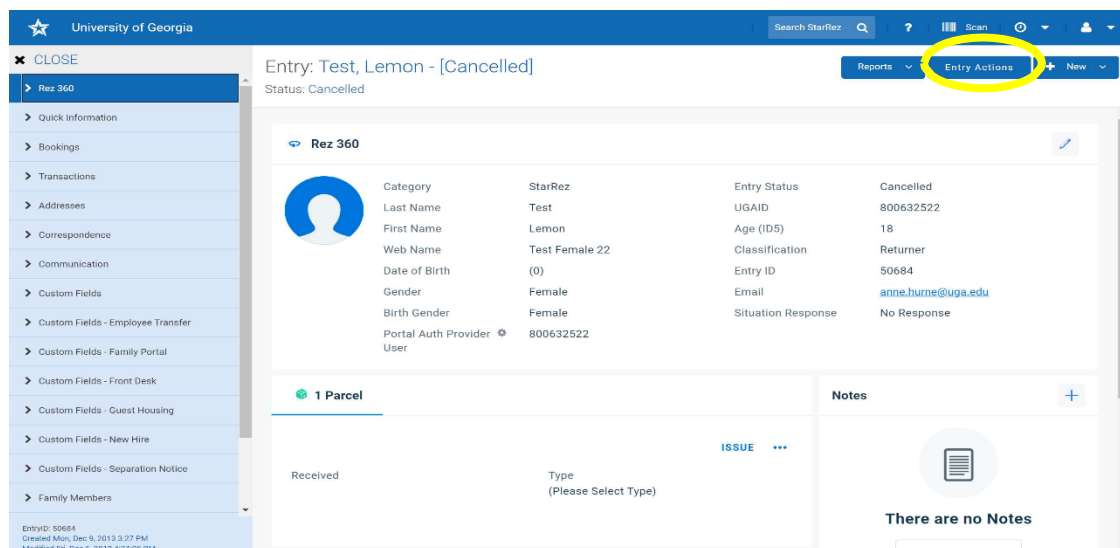 University of Georgia
Search StarRez
?
Scan
CLOSE
Rez 360
Quick Information
Bookings
Transactions
Addresses
Correspondence
Communication
Custom Fields
Custom Fields - Employee Transfer
Custom Fields - Family Portal
Custom Fields - Front Desk
Custom Fields - Guest Housing
Custom Fields - New Hire
Custom Fields - Separation Notice
Family Members
EntryID: 50684
Created Mon, Dec 9, 2013 3:27 PM
Entry: Test, Lemon - [Cancelled]
Status: Cancelled
Reports
Entry Actions
New
Rez 360
Category StarRez
Last Name Test
First Name Lemon
Web Name Test Female 22
Date of Birth (0)
Gender Female
Birth Gender Female
Portal Auth Provider User 800632522
Entry Status Cancelled
UGAID 800632522
Age (ID5) 18
Classification Returner
Entry ID 50684
Email anne.hurne@uga.edu
Situation Response No Response
1 Parcel
ISSUE
Received
Type
(Please Select Type)
Notes
There are no Notes